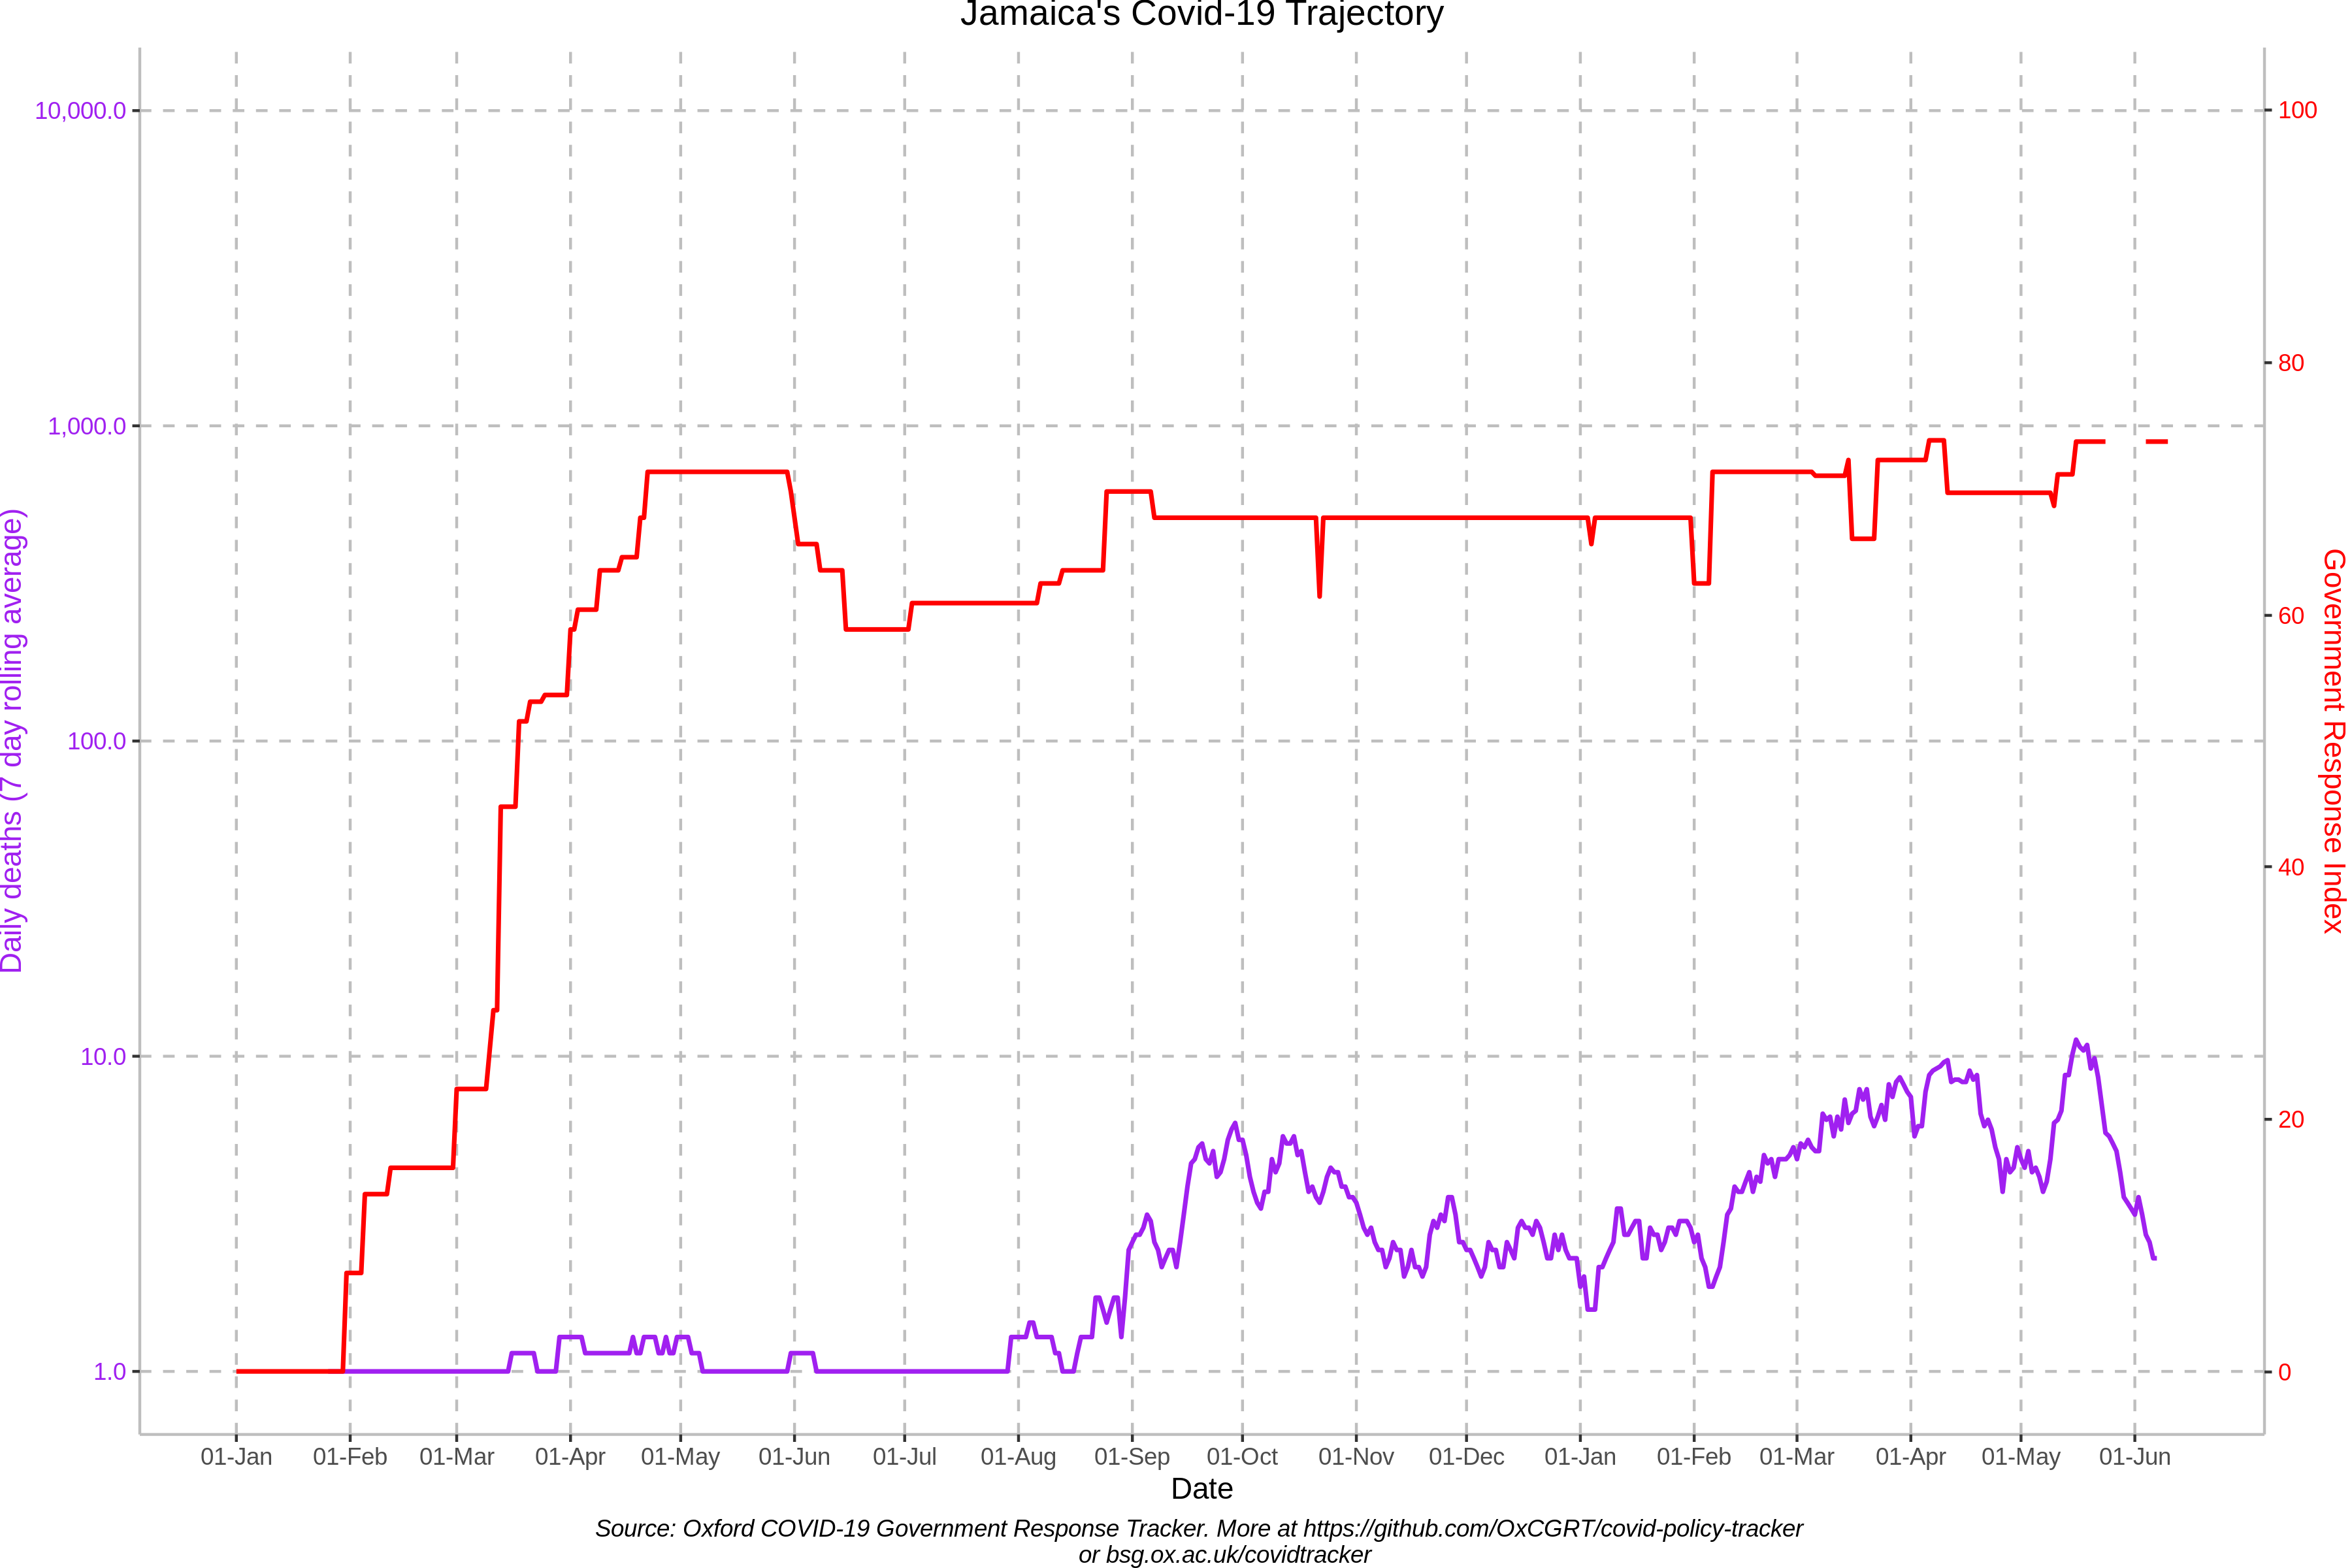 Jamaica's Covid-19 Trajectory
10,000.0
1,000.0
100.0
10.0
1.0
Daily deaths (7 day rolling average)
100
80
60
40
20
0
Government Response Index
01-Jan 01-Feb 01-Mar 01-Apr 01-May 01-Jun 01-Jul 01-Aug 01-Sep 01-Oct 01-Nov 01-Dec 01-Jan 01-Feb 01-Mar 01-Apr 01-May 01-Jun
Date
Source: Oxford COVID-19 Government Response Tracker. More at https://github.com/OxCGRT/covid-policy-tracker
or bsg.ox.ac.uk/covidtracker